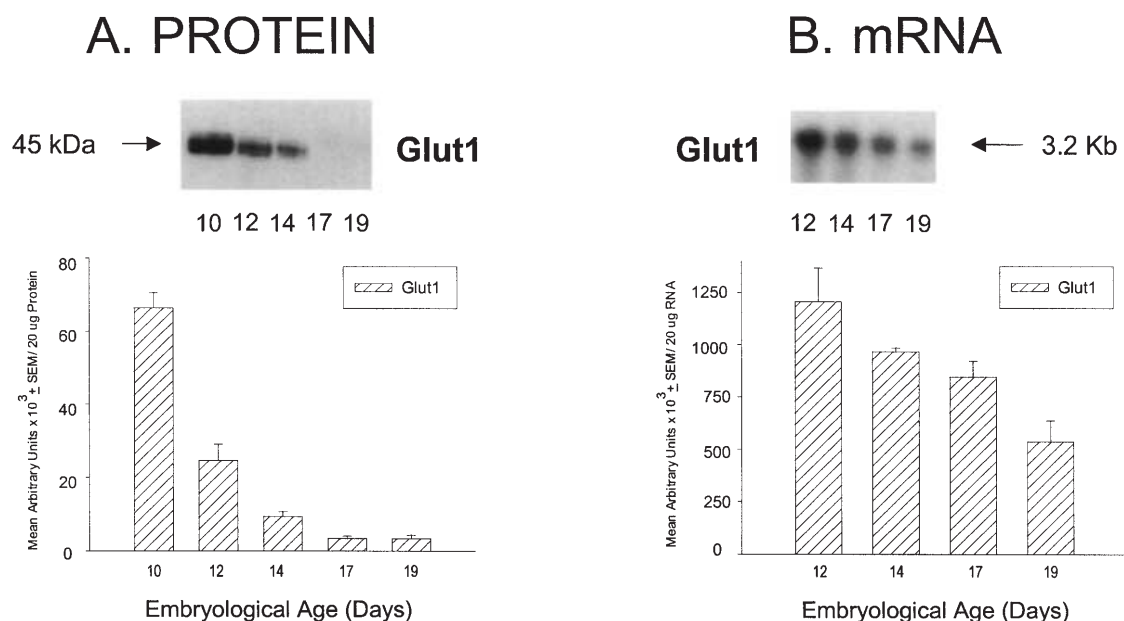 A. PROTEIN
45 kDa
Glut1
10 12 14 17 19
80
60
40
20
0
Mean Arbitrary Units x 10³ ± SEM/ 20 ug Protein
Glut1
10 12 14 17 19
Embryological Age (Days)
B. mRNA
Glut1
3.2 Kb
12 14 17 19
1250
1000
750
500
250
0
Mean Arbitrary Units x 10³ ± SEM/ 20 ug RNA
Glut1
12 14 17 19
Embryological Age (Days)